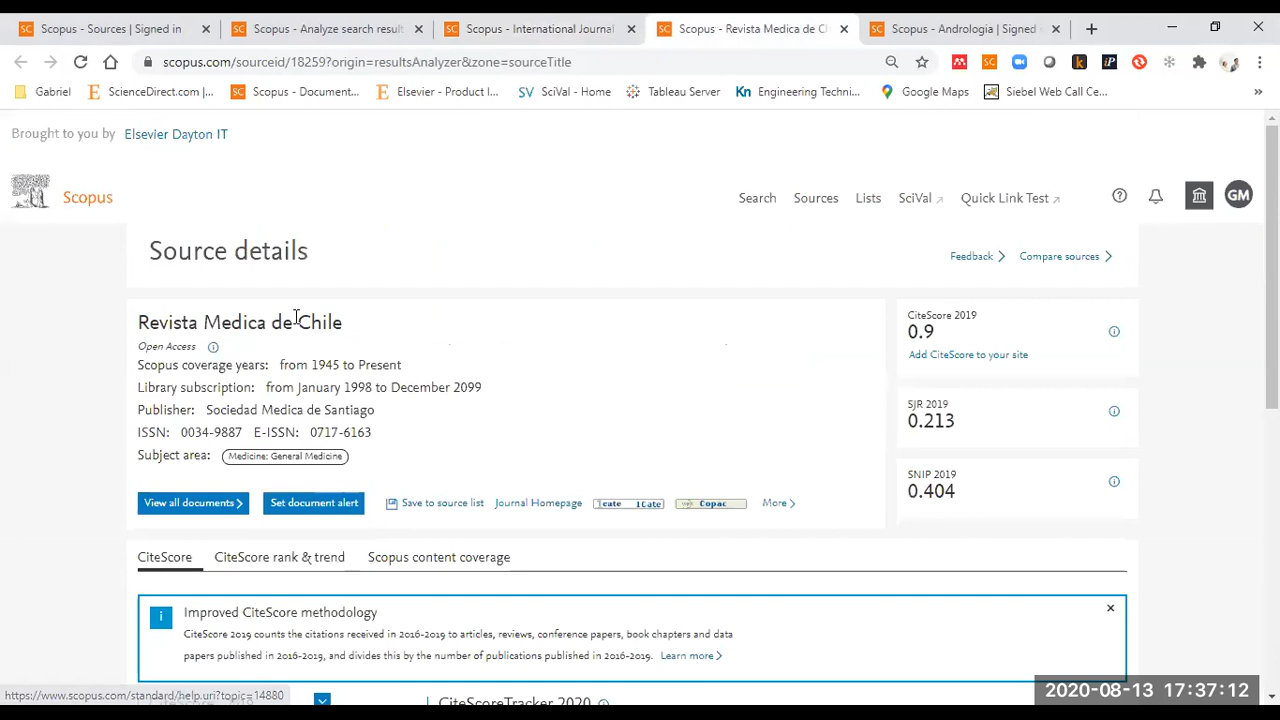 Scopus - Sources | Signed in
Scopus - Analyze search result
Scopus - International Journal
Scopus - Revista Medica de Ch
Scopus - Andrologia | Signed
scopus.com/sourceid/18259?origin=resultsAnalyzer&zone=sourceTitle
Gabriel
ScienceDirect.com |...
Scopus - Document...
Elsevier - Product I...
SciVal - Home
Tableau Server
Engineering Techni...
Google Maps
Siebel Web Call Ce...
Brought to you by Elsevier Dayton IT
Scopus
Search
Sources
Lists
SciVal
Quick Link Test
GM
Source details
Feedback
Compare sources
Revista Medica de Chile
Open Access
Scopus coverage years: from 1945 to Present
Library subscription: from January 1998 to December 2099
Publisher: Sociedad Medica de Santiago
ISSN: 0034-9887 E-ISSN: 0717-6163
Subject area: Medicine: General Medicine
View all documents
Set document alert
Save to source list
Journal Homepage
1cate 1Cate
Copac
More
CiteScore 2019
0.9
Add CiteScore to your site
SJR 2019
0.213
SNIP 2019
0.404
CiteScore
CiteScore rank & trend
Scopus content coverage
Improved CiteScore methodology
CiteScore 2019 counts the citations received in 2016-2019 to articles, reviews, conference papers, book chapters and data
papers published in 2016-2019, and divides this by the number of publications published in 2016-2019. Learn more
https://www.scopus.com/standard/help.uri?topic=14880
CiteScoreTracker 2020
2020-08-13 17:37:12